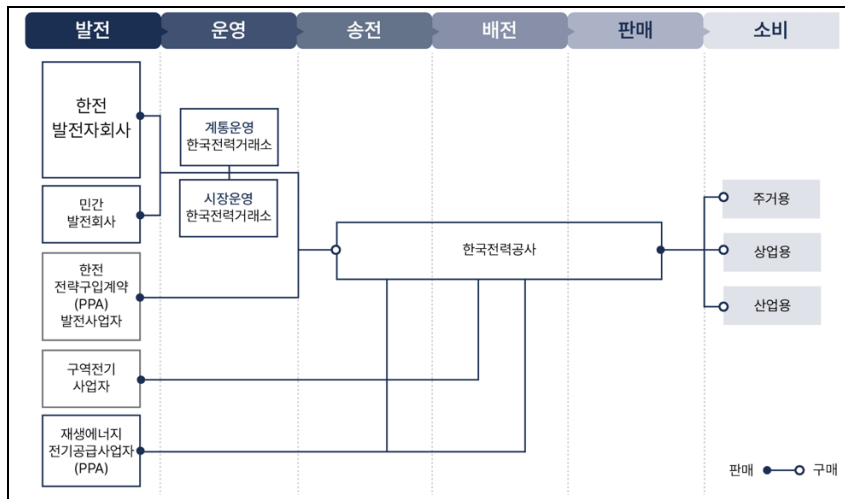 발전
운영
송전
배전
판매
소비
한전
발전자회사
계통운영
한국전력거래소
시장운영
한국전력거래소
민간
발전회사
한전
전략구입계약
(PPA)
발전사업자
구역전기
사업자
재생에너지
전기공급사업자
(PPA)
한국전력공사
주거용
상업용
산업용
판매
구매